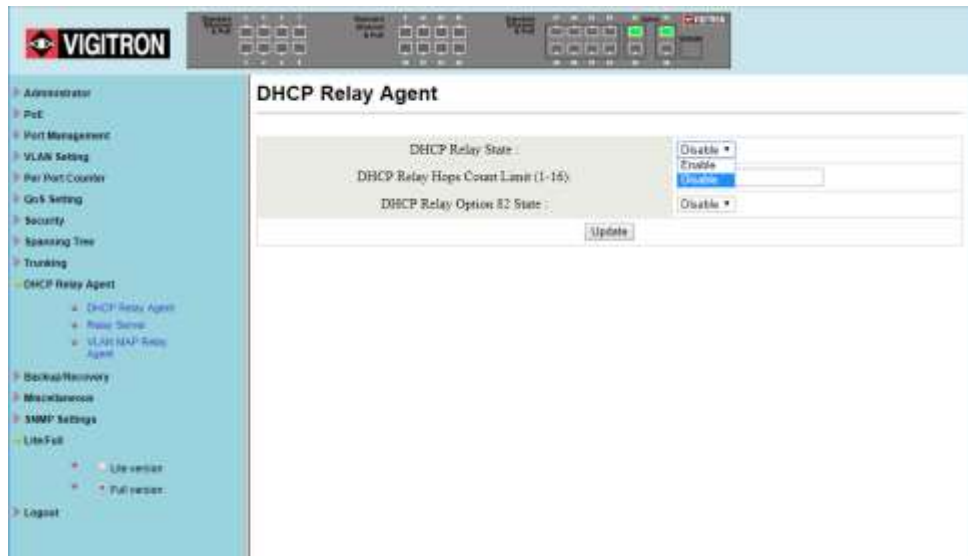 VIGITRON
Administrator
PoE
Port Management
VLAN Setting
Per Port Counter
QoS Setting
Security
Spanning Tree
Trunking
DHCP Relay Agent
DHCP Relay Agent
Relay Server
VLAN MAP Relay
Agent
Backup/Recovery
Miscellaneous
SNMP Settings
Lite/Full
Lite version
Full version
Logout
DHCP Relay Agent
DHCP Relay State :
Disable
Enable
Disable
DHCP Relay Hops Count Limit (1-16):
DHCP Relay Option 82 State :
Disable
Update